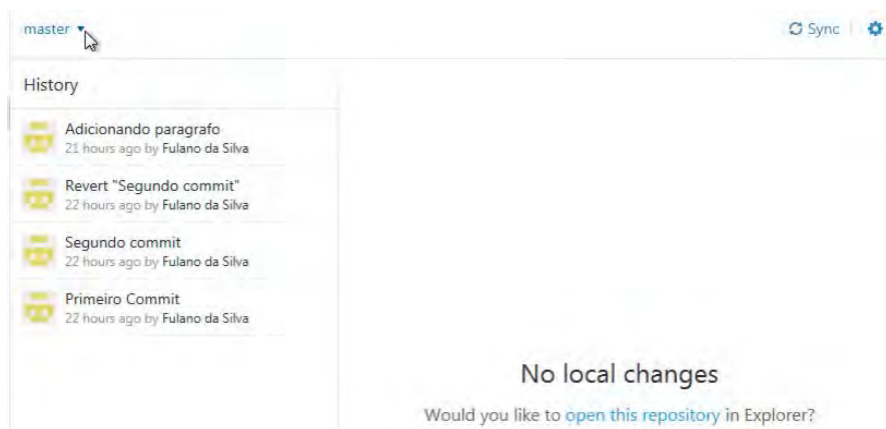 master
Sync
History
Adicionando paragrafo
21 hours ago by Fulano da Silva
Revert "Segundo commit"
22 hours ago by Fulano da Silva
Segundo commit
22 hours ago by Fulano da Silva
Primeiro Commit
22 hours ago by Fulano da Silva
No local changes
Would you like to open this repository in Explorer?